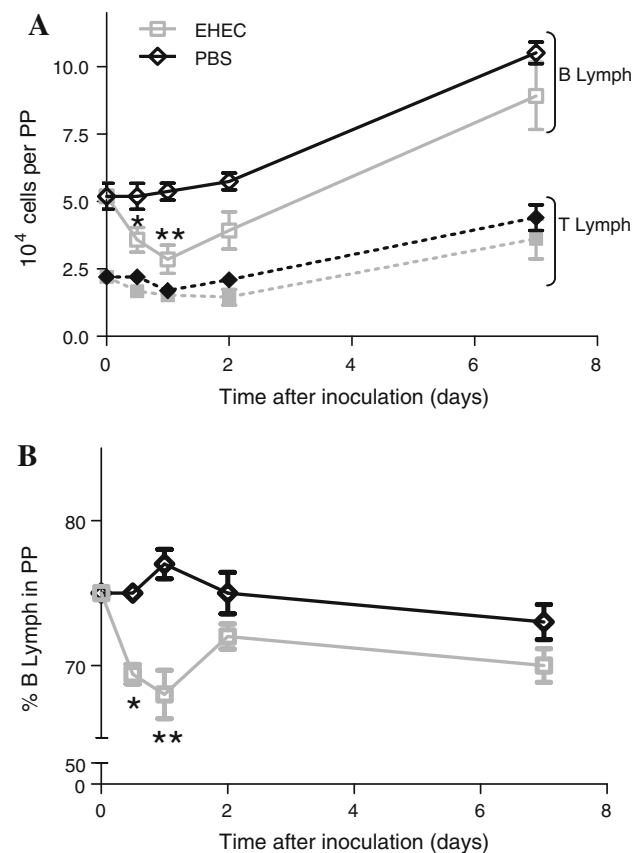 A
EHEC
PBS
10.0
7.5
5.0
2.5
0.0
10⁴ cells per PP
*
**
B Lymph
T Lymph
0
2
4
6
8
Time after inoculation (days)
B
80
70
50
0
% B Lymph in PP
*
**
0
2
4
6
8
Time after inoculation (days)